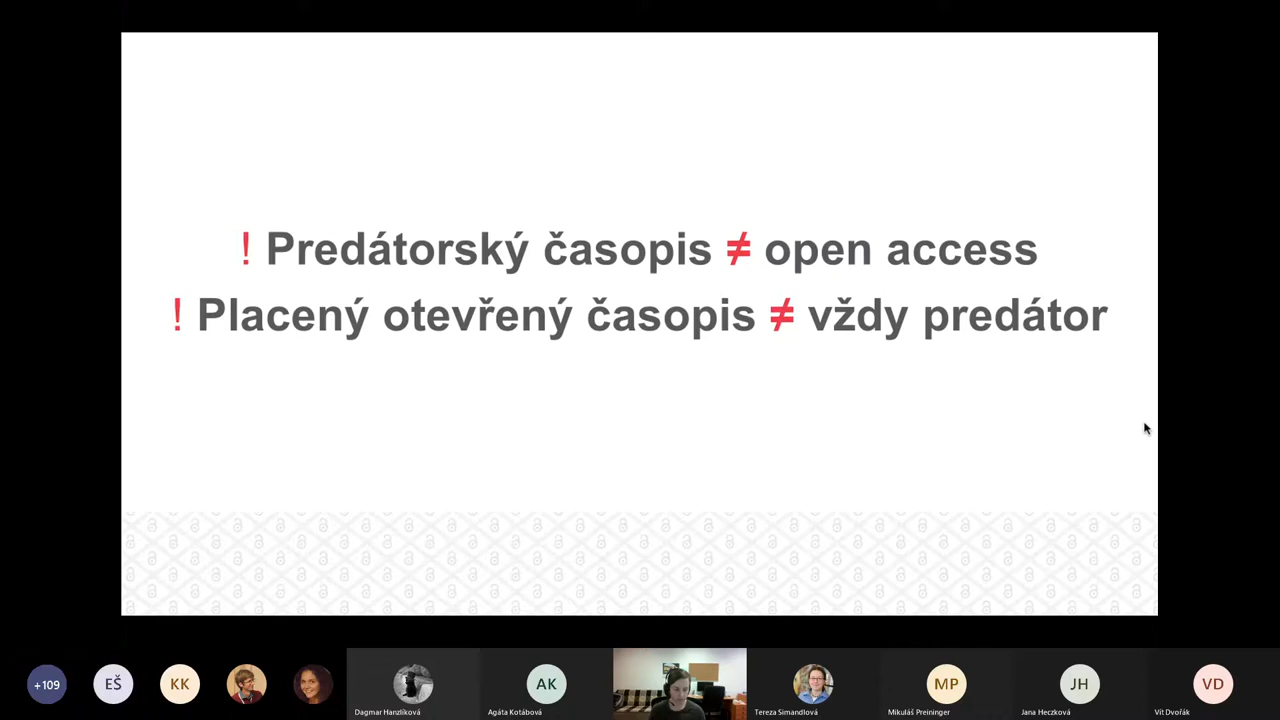 ! Predátorský časopis ≠ open access
! Placený otevřený časopis ≠ vždy predátor
+109
EŠ
KK
AK
MP
JH
VD
Dagmar Hanzlíková
Agáta Kotábová
Tereza Simandlová
Mikuláš Preininger
Jana Heczková
Vít Dvořák